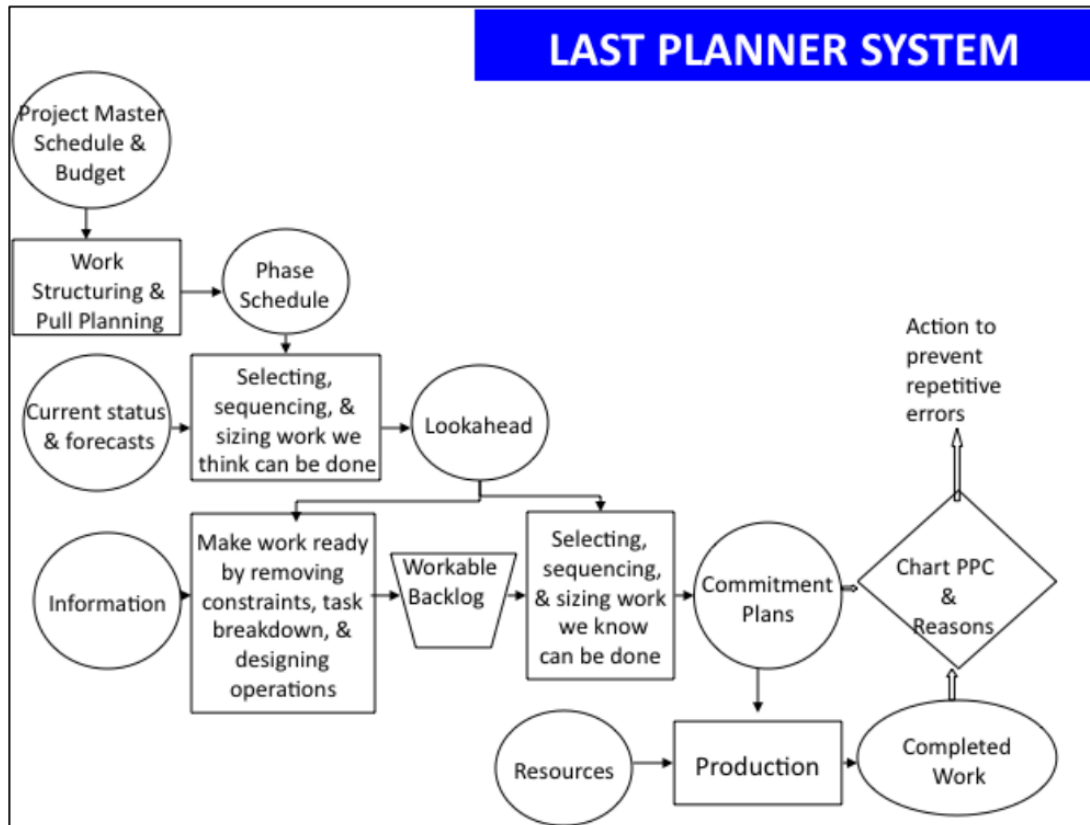 LAST PLANNER SYSTEM
Project Master
Schedule &
Budget
Work
Structuring &
Pull Planning
Phase
Schedule
Action to
prevent
repetitive
errors
Current status
& forecasts
Selecting,
sequencing, &
sizing work we
think can be done
Lookahead
Information
Make work ready
by removing
constraints, task
breakdown, &
designing
operations
Workable
Backlog
Selecting,
sequencing,
& sizing work
we know
can be done
Commitment
Plans
Chart PPC
&
Reasons
Resources
Production
Completed
Work